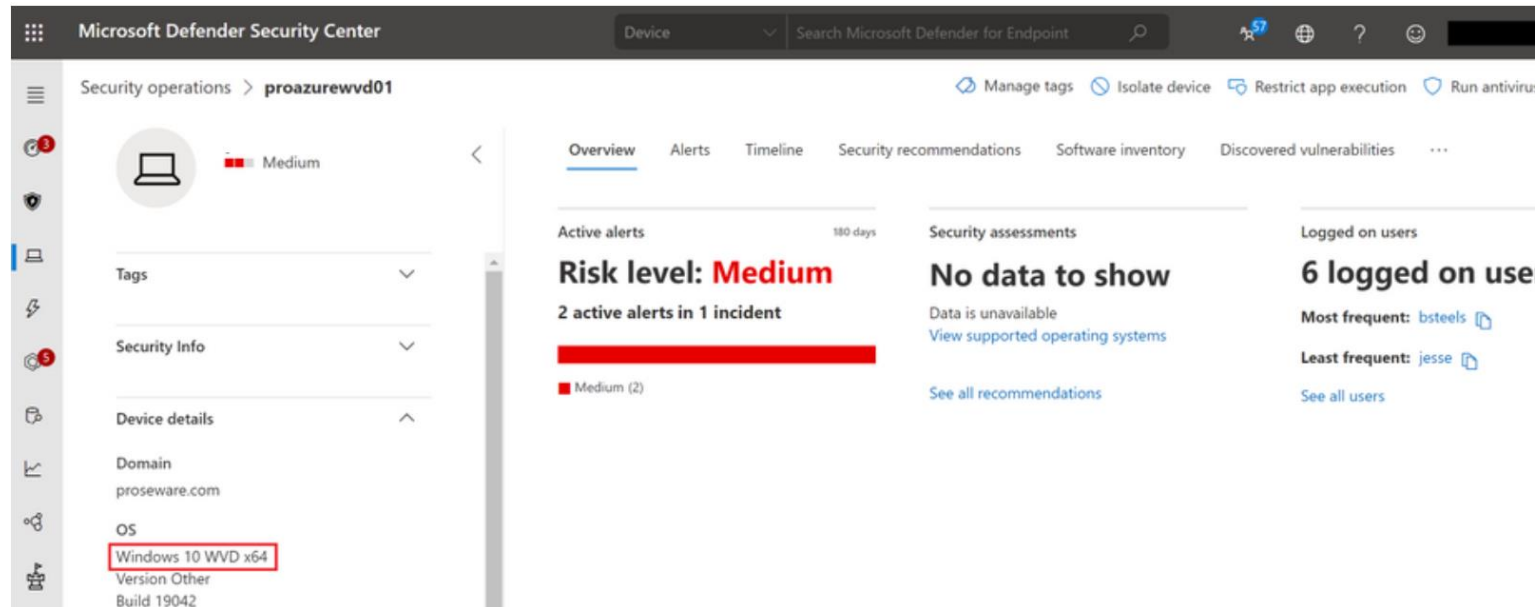 Microsoft Defender Security Center
Device
Search Microsoft Defender for Endpoint
57
?
Security operations > proazurewvd01
Manage tags
Isolate device
Restrict app execution
Run antivirus
3
5
Medium
Overview
Alerts
Timeline
Security recommendations
Software inventory
Discovered vulnerabilities
...
Tags
Security Info
Device details
Domain
proseware.com
OS
Windows 10 WVD x64
Version Other
Build 19042
Active alerts
180 days
Risk level: Medium
2 active alerts in 1 incident
Medium (2)
Security assessments
No data to show
Data is unavailable
View supported operating systems
See all recommendations
Logged on users
6 logged on use
Most frequent: bsteels
Least frequent: jesse
See all users